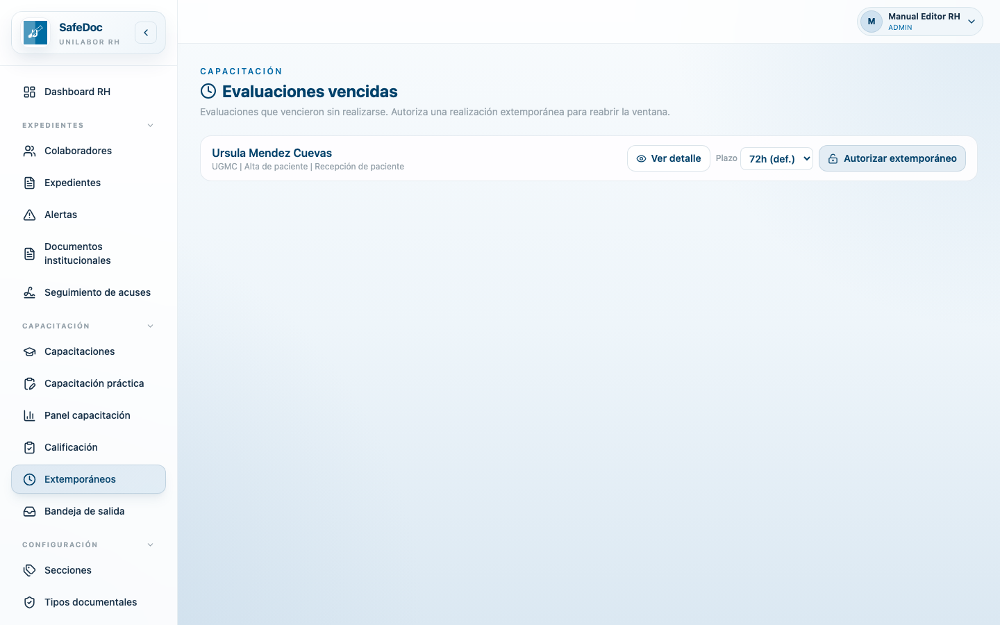 SafeDoc
UNILABOR RH
Manual Editor RH
M
ADMIN
Dashboard RH
EXPEDIENTES
Colaboradores
Expedientes
Alertas
Documentos
institucionales
Seguimiento de acuses
CAPACITACIÓN
Capacitaciones
Capacitación práctica
Panel capacitación
Calificación
Extemporáneos
Bandeja de salida
CONFIGURACIÓN
Secciones
Tipos documentales
CAPACITACIÓN
Evaluaciones vencidas
Evaluaciones que vencieron sin realizarse. Autoriza una realización extemporánea para reabrir la ventana.
Ursula Mendez Cuevas
UGMC | Alta de paciente | Recepción de paciente
Ver detalle
Plazo
72h (def.)
Autorizar extemporáneo